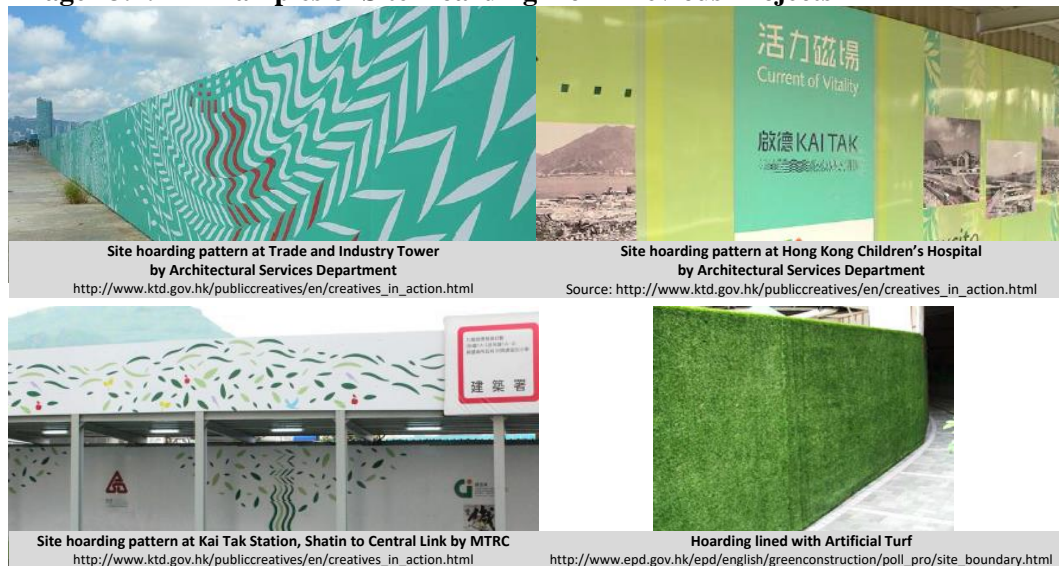 活力磁場
Current of Vitality
啟德 KAI TAK
Site hoarding pattern at Trade and Industry Tower
by Architectural Services Department
http://www.ktd.gov.hk/publiccreatives/en/creatives_in_action.html
Site hoarding pattern at Hong Kong Children's Hospital
by Architectural Services Department
Source: http://www.ktd.gov.hk/publiccreatives/en/creatives_in_action.html
建築署
Site hoarding pattern at Kai Tak Station, Shatin to Central Link by MTRC
http://www.ktd.gov.hk/publiccreatives/en/creatives_in_action.html
Hoarding lined with Artificial Turf
http://www.epd.gov.hk/epd/english/greenconstruction/poll_pro/site_boundary.html